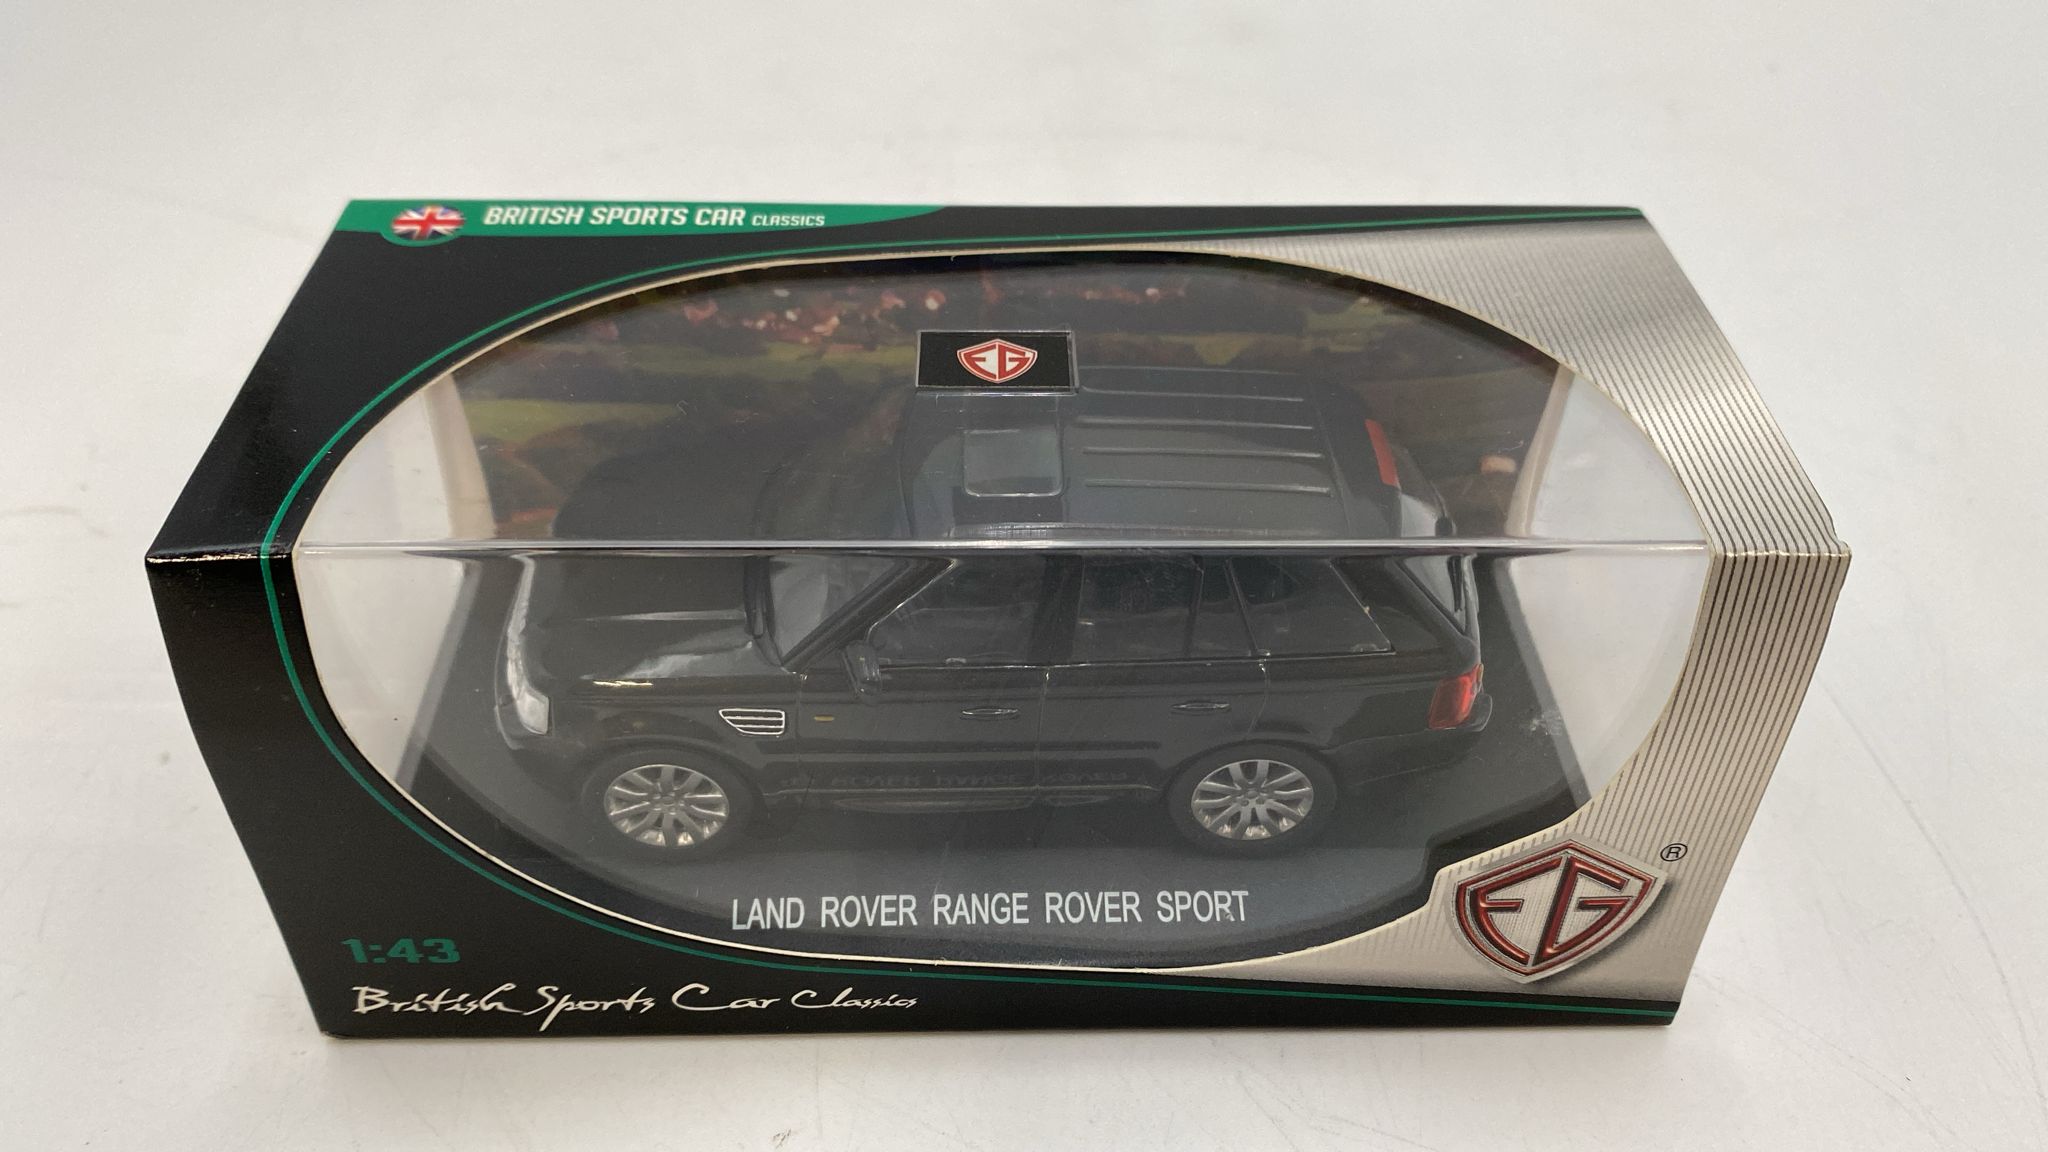 BRITISH SPORTS CAR CLASSICS
EG
LAND ROVER RANGE ROVER SPORT
EG ®
1:43
British Sports Car Classics